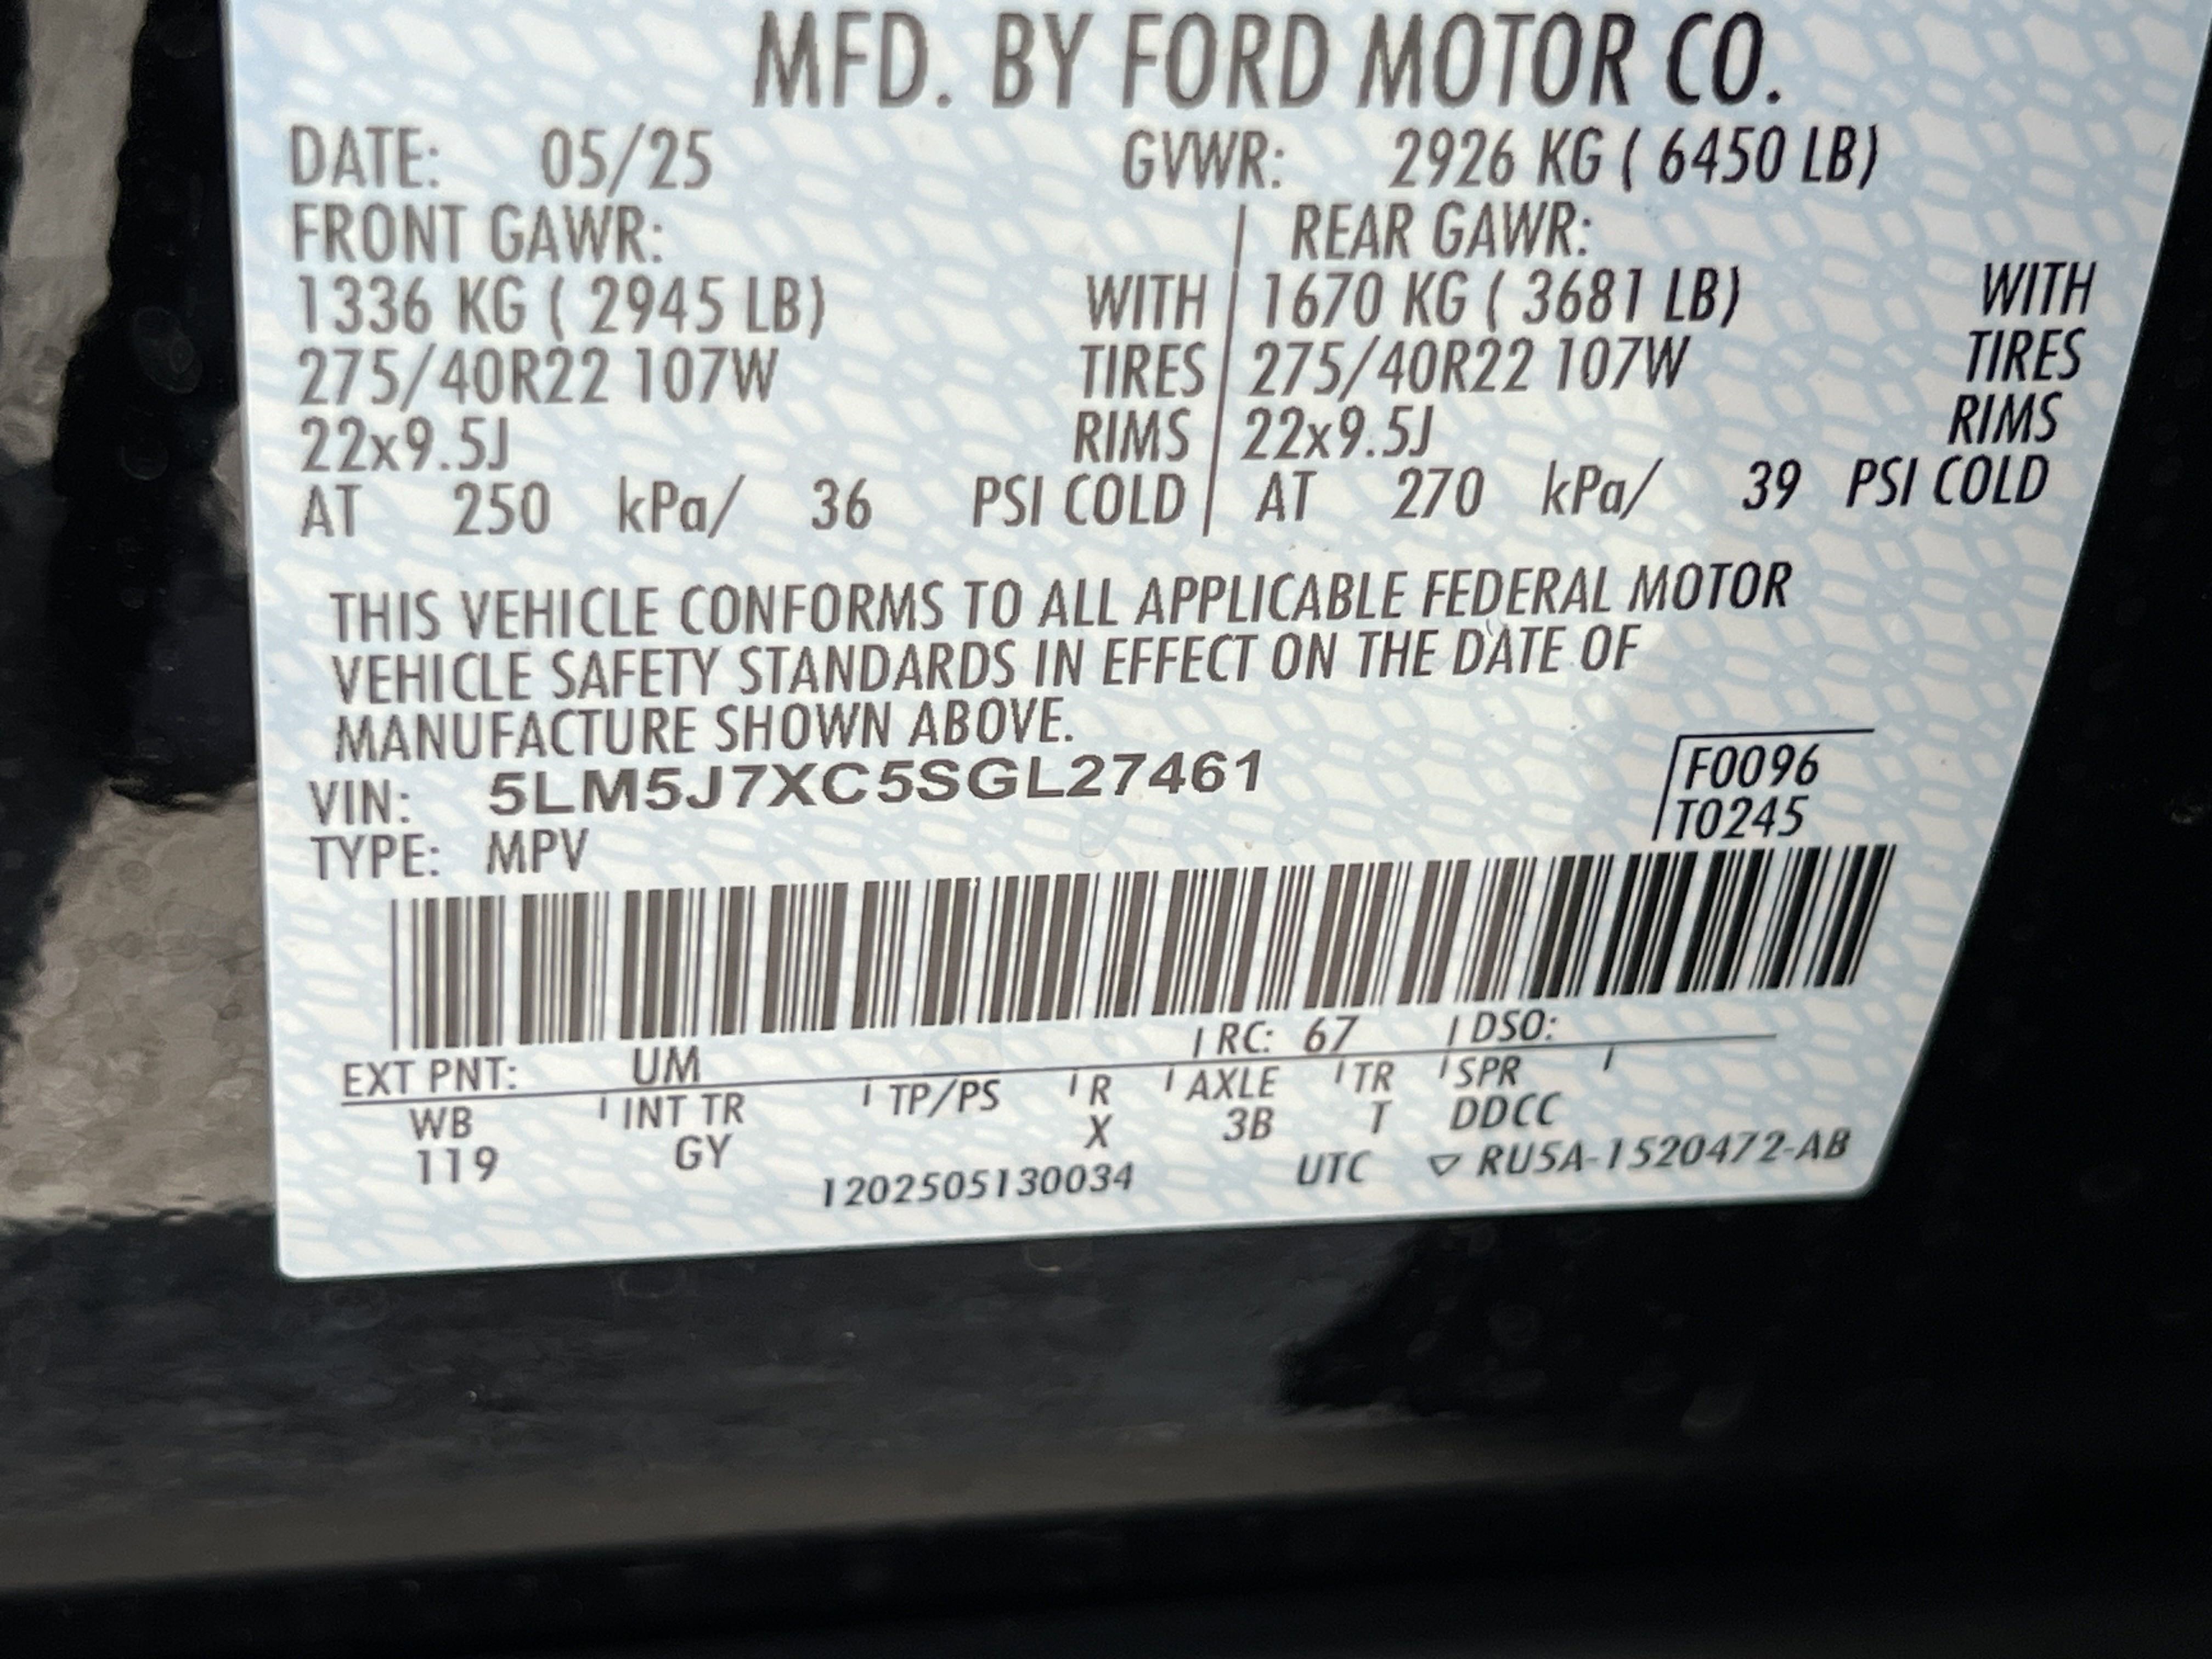 MFD. BY FORD MOTOR CO.
DATE: 05/25 GVWR: 2926 KG ( 6450 LB)
FRONT GAWR: | REAR GAWR:
1336 KG ( 2945 LB) WITH | 1670 KG ( 3681 LB) WITH
275/40R22 107W TIRES | 275/40R22 107W TIRES
22x9.5J RIMS | 22x9.5J RIMS
AT 250 kPa/ 36 PSI COLD | AT 270 kPa/ 39 PSI COLD
THIS VEHICLE CONFORMS TO ALL APPLICABLE FEDERAL MOTOR
VEHICLE SAFETY STANDARDS IN EFFECT ON THE DATE OF
MANUFACTURE SHOWN ABOVE.
VIN: 5LM5J7XC5SGL27461
F0096
T0245
TYPE: MPV
EXT PNT: UM | RC: 67 | DSO:
WB | INT TR | TP/PS | R | AXLE | TR | SPR |
119 GY X 3B T DDCC
1202505130034 UTC ▽ RU5A-1520472-AB